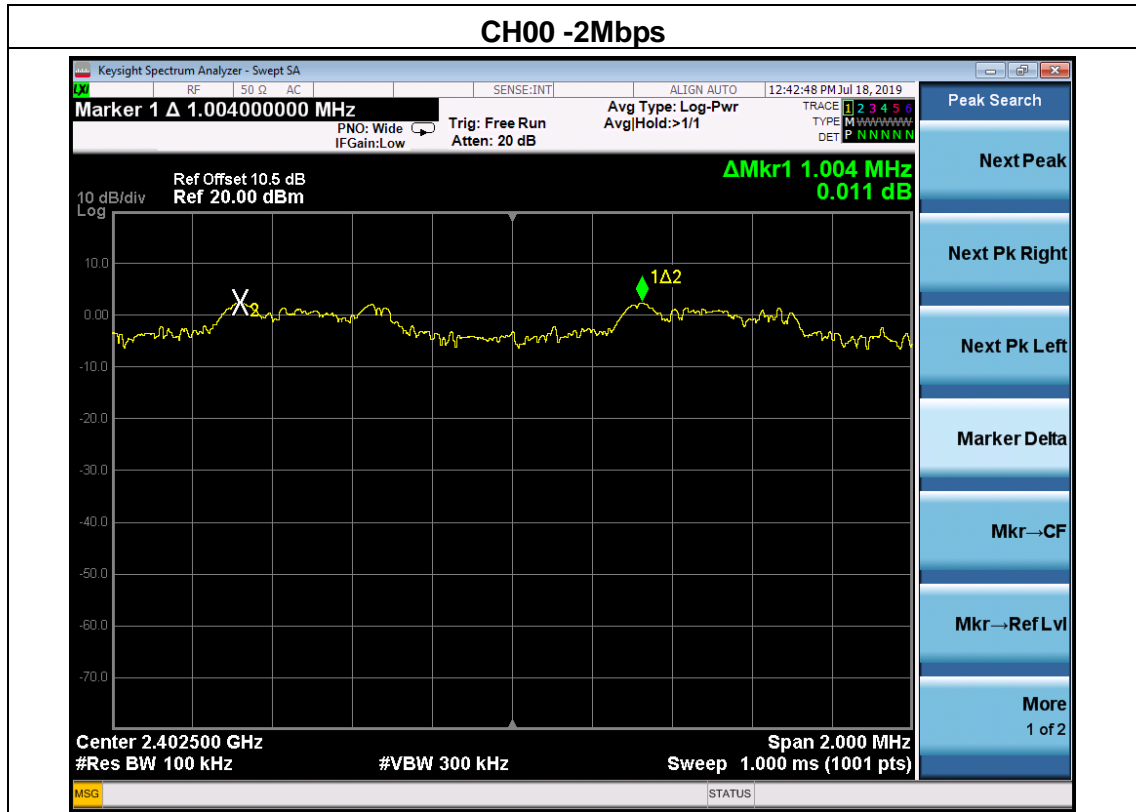 CH00 -2Mbps
Keysight Spectrum Analyzer - Swept SA
LXI RF 50 Ω AC SENSE:INT ALIGN AUTO 12:42:48 PM Jul 18, 2019
Marker 1 Δ 1.004000000 MHz
PNO: Wide
IFGain:Low
Trig: Free Run
Atten: 20 dB
Avg Type: Log-Pwr
Avg|Hold:>1/1
TRACE 1 2 3 4 5 6
TYPE M WWWWW
DET P N N N N N
ΔMkr1 1.004 MHz
0.011 dB
Ref Offset 10.5 dB
10 dB/div Ref 20.00 dBm
Log
10.0
0.00
-10.0
-20.0
-30.0
-40.0
-50.0
-60.0
-70.0
X2
1Δ2
Center 2.402500 GHz Span 2.000 MHz
#Res BW 100 kHz #VBW 300 kHz Sweep 1.000 ms (1001 pts)
MSG STATUS
Peak Search
Next Peak
Next Pk Right
Next Pk Left
Marker Delta
Mkr→CF
Mkr→Ref Lvl
More
1 of 2